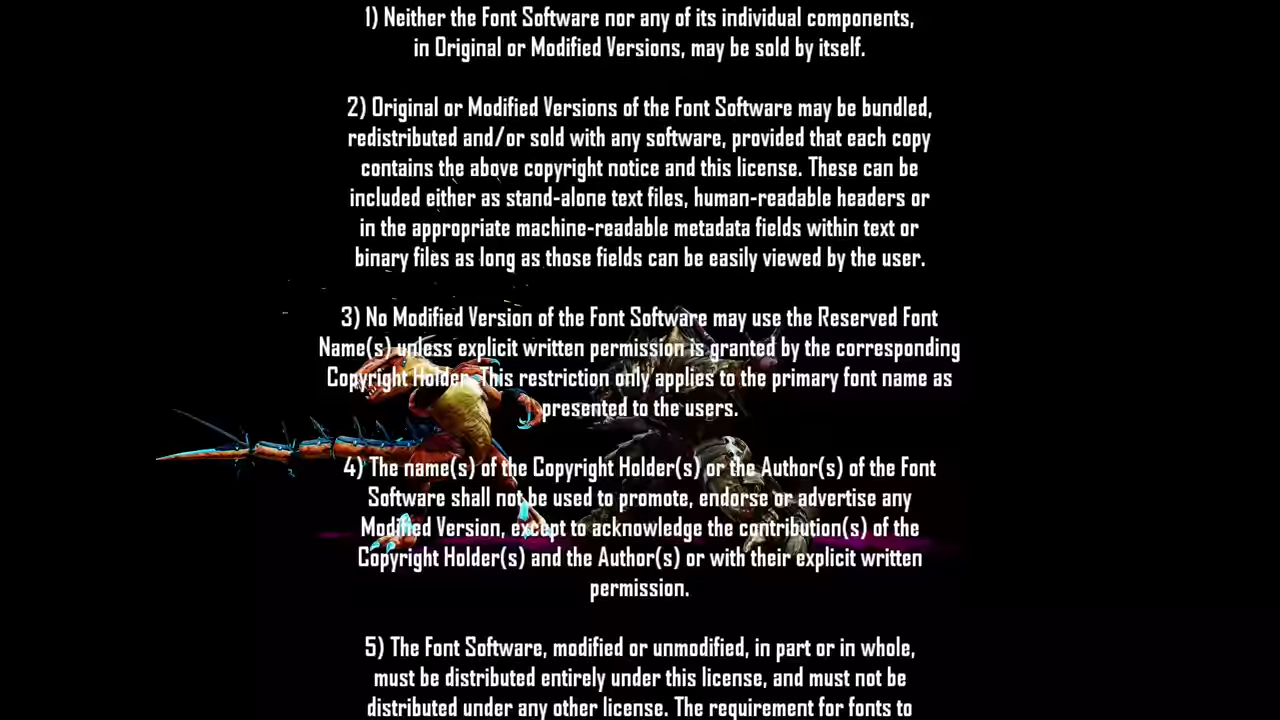 1) Neither the Font Software nor any of its individual components,
in Original or Modified Versions, may be sold by itself.
2) Original or Modified Versions of the Font Software may be bundled,
redistributed and/or sold with any software, provided that each copy
contains the above copyright notice and this license. These can be
included either as stand-alone text files, human-readable headers or
in the appropriate machine-readable metadata fields within text or
binary files as long as those fields can be easily viewed by the user.
3) No Modified Version of the Font Software may use the Reserved Font
Name(s) unless explicit written permission is granted by the corresponding
Copyright Holder. This restriction only applies to the primary font name as
presented to the users.
4) The name(s) of the Copyright Holder(s) or the Author(s) of the Font
Software shall not be used to promote, endorse or advertise any
Modified Version, except to acknowledge the contribution(s) of the
Copyright Holder(s) and the Author(s) or with their explicit written
permission.
5) The Font Software, modified or unmodified, in part or in whole,
must be distributed entirely under this license, and must not be
distributed under any other license. The requirement for fonts to